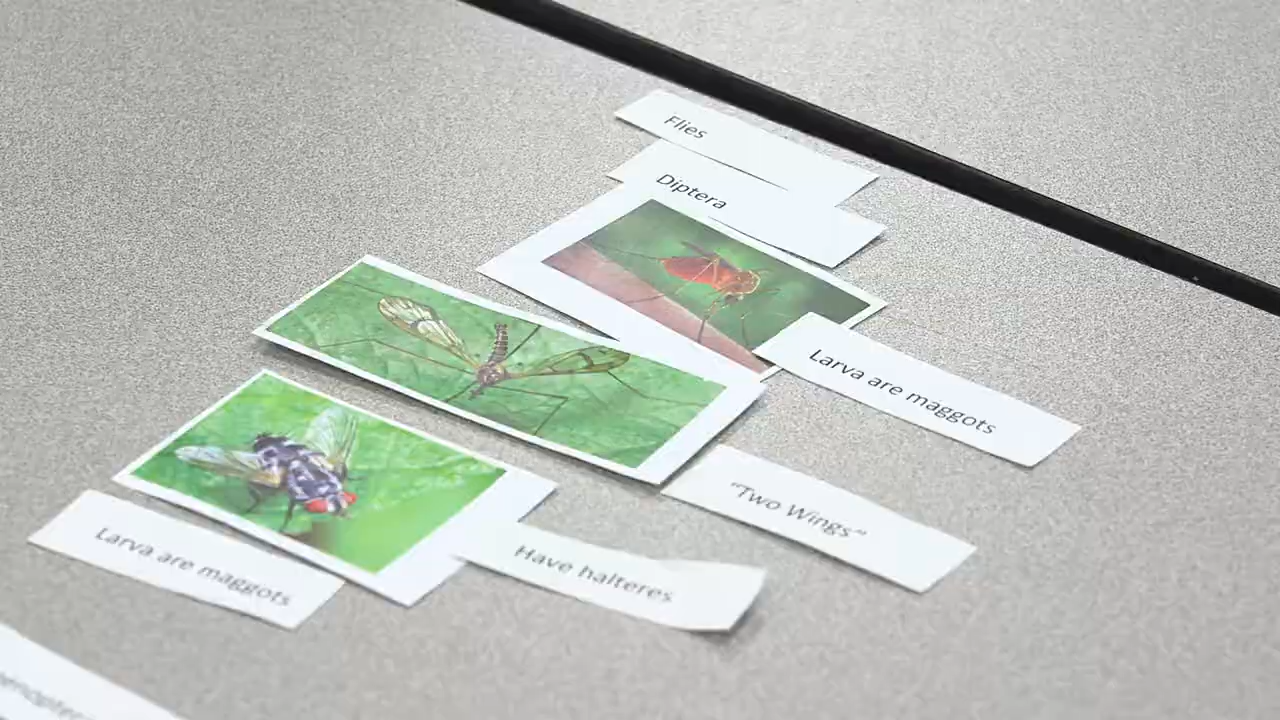 Flies
Diptera
Larva are maggots
"Two Wings"
Have halteres
Larva are maggots